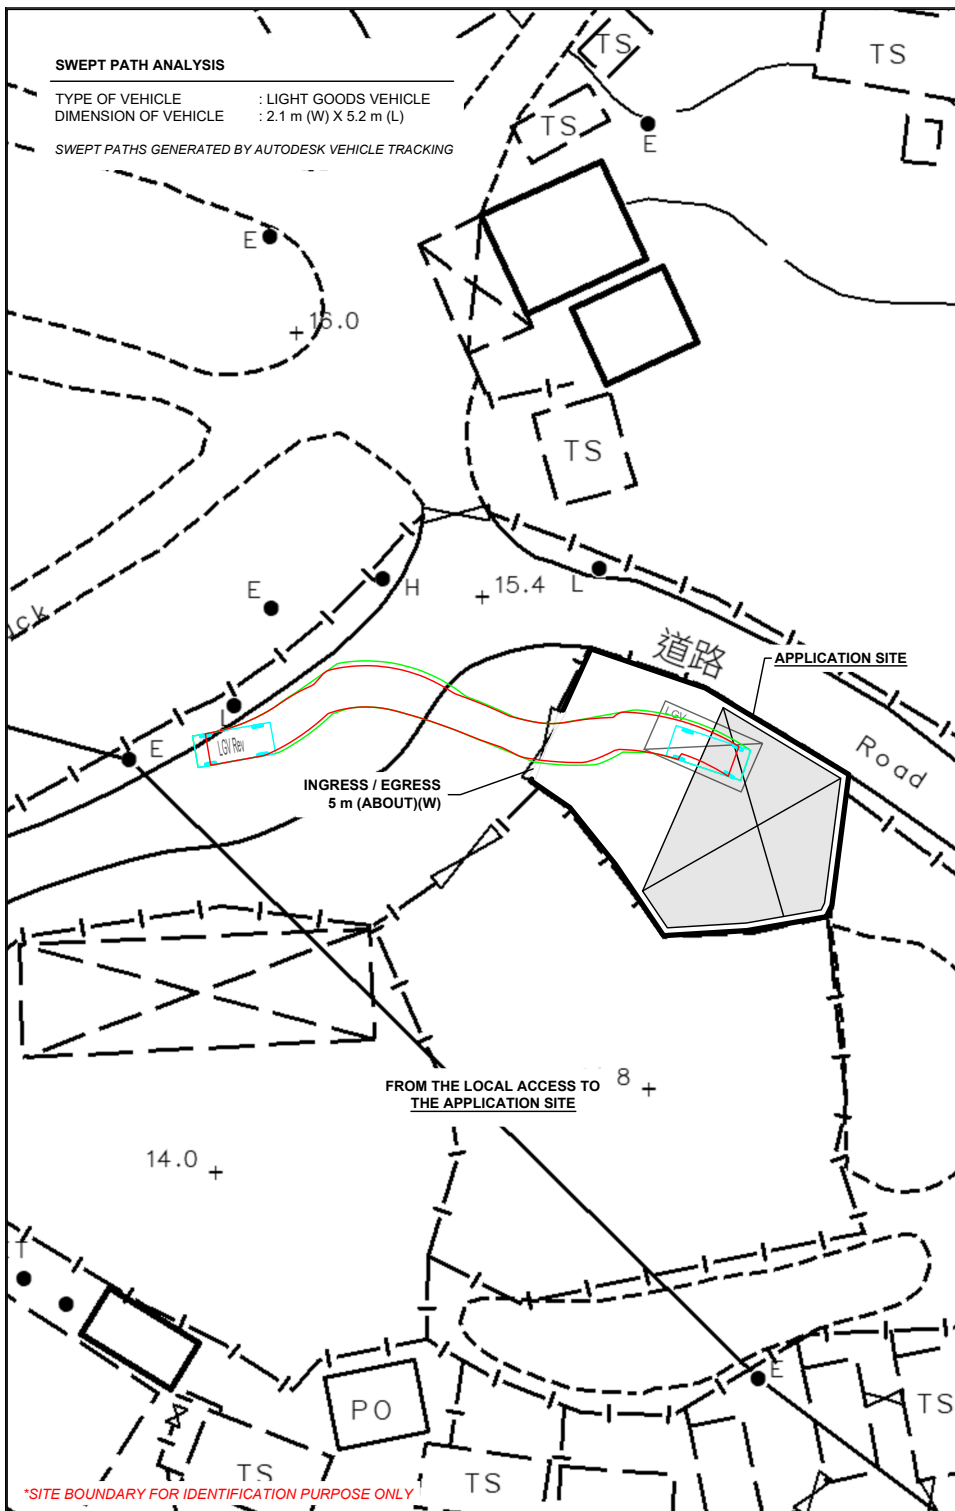 SWEPT PATH ANALYSIS
TYPE OF VEHICLE : LIGHT GOODS VEHICLE
DIMENSION OF VEHICLE : 2.1 m (W) X 5.2 m (L)
SWEPT PATHS GENERATED BY AUTODESK VEHICLE TRACKING
TS
TS
TS
E
E
16.0
TS
E
H
15.4
L
道路
APPLICATION SITE
L
LGV
E
LGV Rev
Road
INGRESS / EGRESS
5 m (ABOUT)(W)
8
FROM THE LOCAL ACCESS TO
THE APPLICATION SITE
14.0
E
PO
TS
TS
TS
*SITE BOUNDARY FOR IDENTIFICATION PURPOSE ONLY